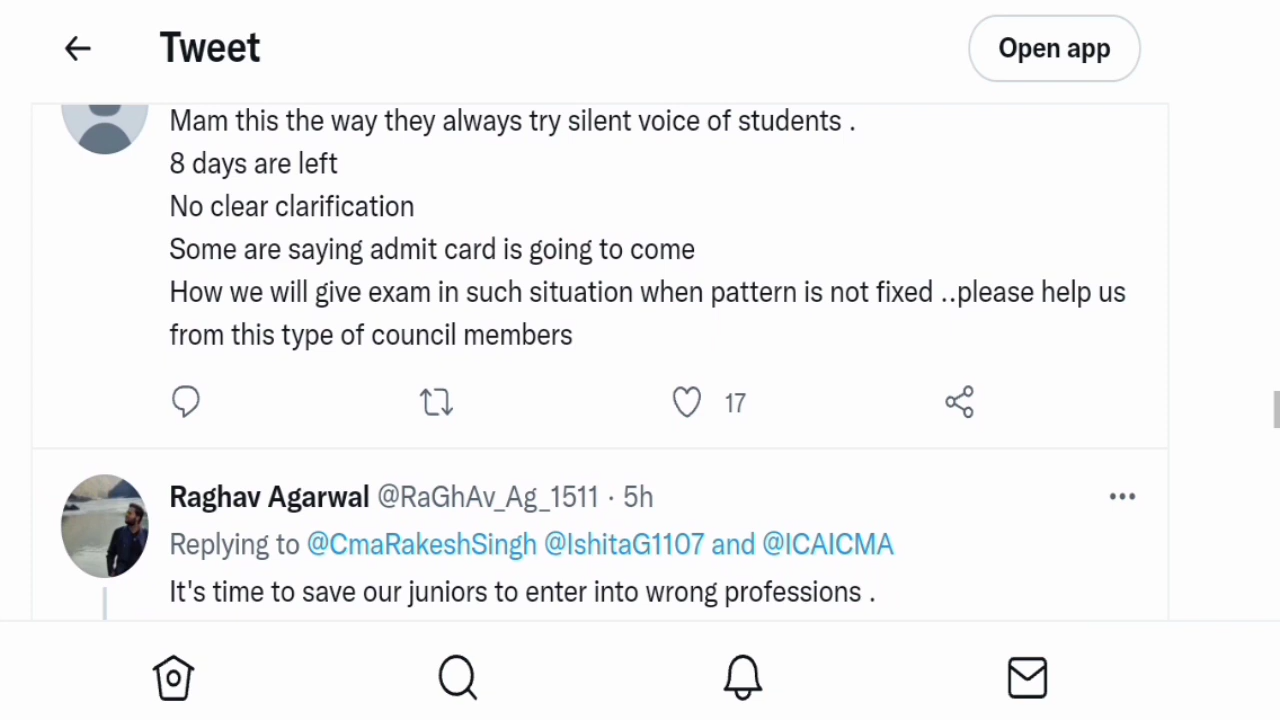 Tweet
Open app
Mam this the way they always try silent voice of students .
8 days are left
No clear clarification
Some are saying admit card is going to come
How we will give exam in such situation when pattern is not fixed ..please help us
from this type of council members
17
Raghav Agarwal @RaGhAv_Ag_1511 · 5h
Replying to @CmaRakeshSingh @IshitaG1107 and @ICAICMA
It's time to save our juniors to enter into wrong professions .